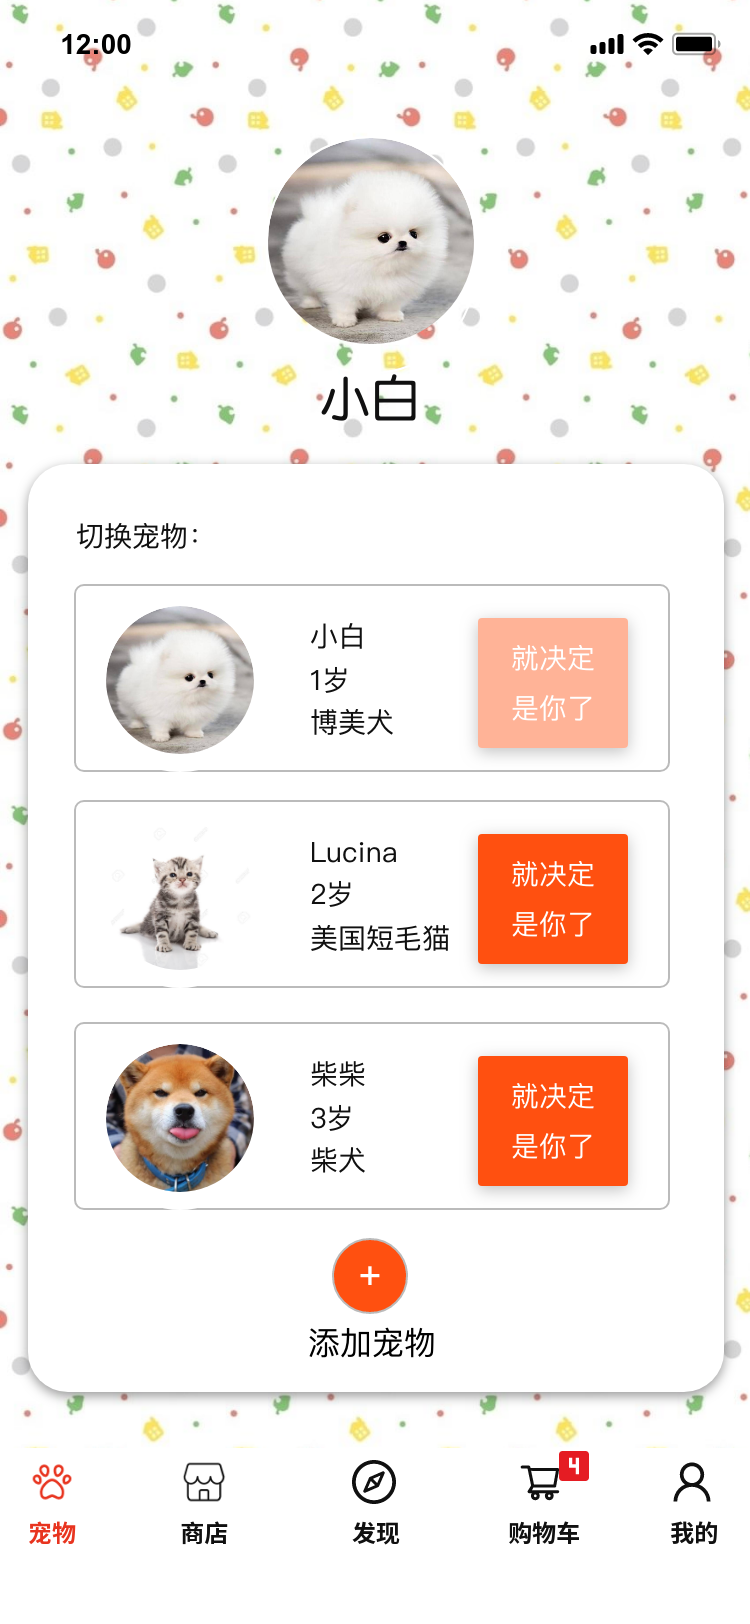 12:00
小白
切换宠物：
小白
1岁
博美犬
就决定
是你了
Lucina
2岁
美国短毛猫
就决定
是你了
柴柴
3岁
柴犬
就决定
是你了
+
添加宠物
4
宠物
商店
发现
购物车
我的